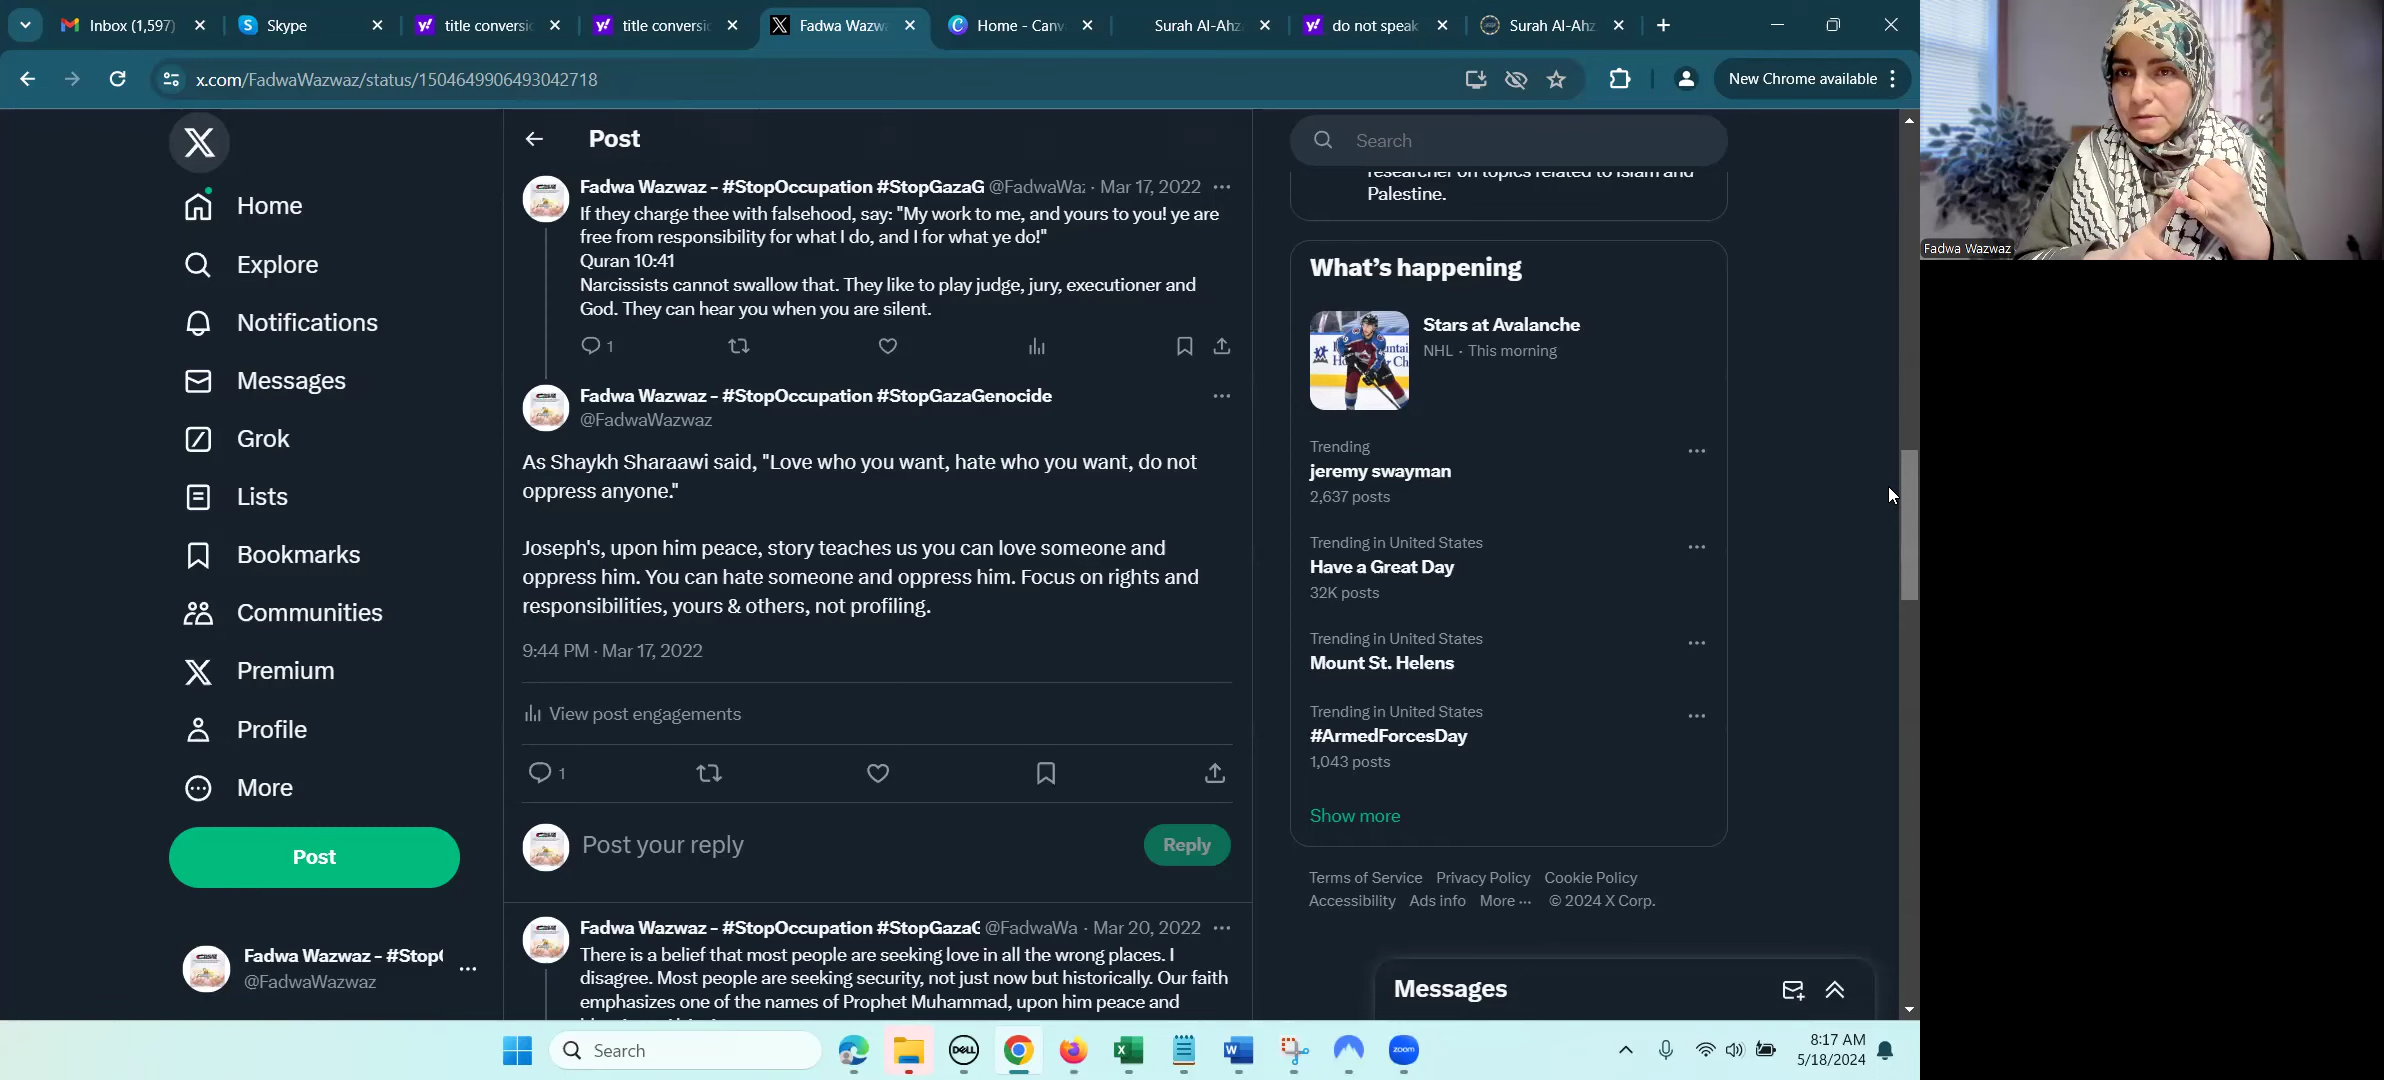 Inbox (1,597)
Skype
title conversi
title conversi
Fadwa Wazw
Home - Canv
Surah Al-Ahz
do not speak
Surah Al-Ahz
x.com/FadwaWazwaz/status/1504649906493042718
New Chrome available
Home
Explore
Notifications
Messages
Grok
Lists
Bookmarks
Communities
Premium
Profile
More
Post
Fadwa Wazwaz - #Stop
@FadwaWazwaz
Post
Fadwa Wazwaz - #StopOccupation #StopGazaG @FadwaWaz · Mar 17, 2022
If they charge thee with falsehood, say: "My work to me, and yours to you! ye are
free from responsibility for what I do, and I for what ye do!"
Quran 10:41
Narcissists cannot swallow that. They like to play judge, jury, executioner and
God. They can hear you when you are silent.
1
Fadwa Wazwaz - #StopOccupation #StopGazaGenocide
@FadwaWazwaz
As Shaykh Sharaawi said, "Love who you want, hate who you want, do not
oppress anyone."
Joseph's, upon him peace, story teaches us you can love someone and
oppress him. You can hate someone and oppress him. Focus on rights and
responsibilities, yours & others, not profiling.
9:44 PM · Mar 17, 2022
View post engagements
1
Post your reply
Reply
Fadwa Wazwaz - #StopOccupation #StopGazaG @FadwaWa · Mar 20, 2022
There is a belief that most people are seeking love in all the wrong places. I
disagree. Most people are seeking security, not just now but historically. Our faith
emphasizes one of the names of Prophet Muhammad, upon him peace and
Search
researcher on topics related to Islam and
Palestine.
What's happening
Stars at Avalanche
NHL · This morning
Trending
jeremy swayman
2,637 posts
Trending in United States
Have a Great Day
32K posts
Trending in United States
Mount St. Helens
Trending in United States
#ArmedForcesDay
1,043 posts
Show more
Terms of Service Privacy Policy Cookie Policy
Accessibility Ads info More ··· © 2024 X Corp.
Messages
Fadwa Wazwaz
Search
DELL
zoom
8:17 AM
5/18/2024